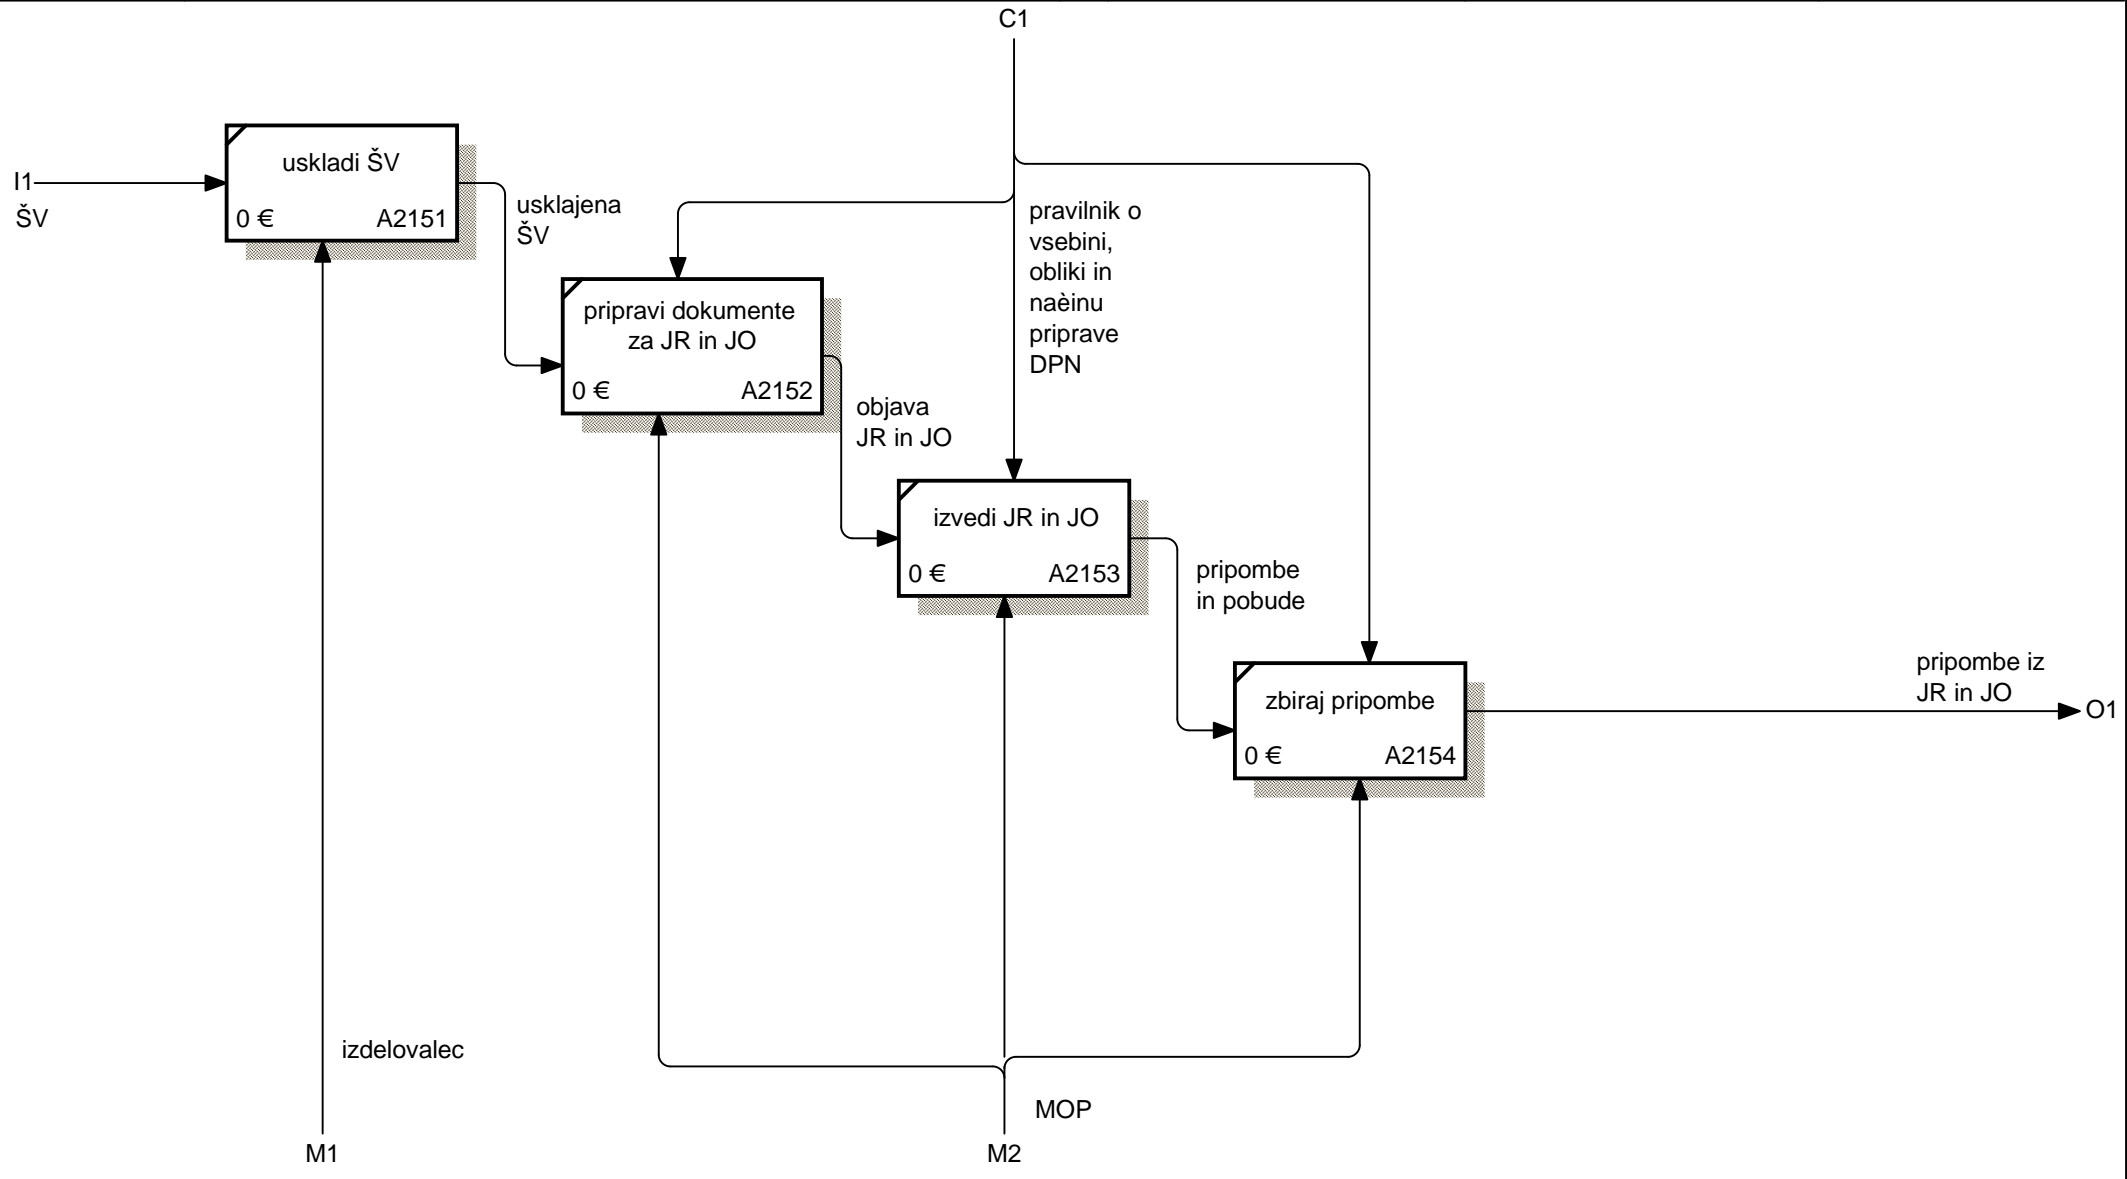 C1
uskladi ŠV
0 €
A2151
I1
ŠV
usklajena
ŠV
pravilnik o
vsebini,
obliki in
naèinu
priprave
DPN
pripravi dokumente
za JR in JO
0 €
A2152
objava
JR in JO
izvedi JR in JO
0 €
A2153
pripombe
in pobude
zbiraj pripombe
0 €
A2154
pripombe iz
JR in JO
O1
izdelovalec
MOP
M1
M2